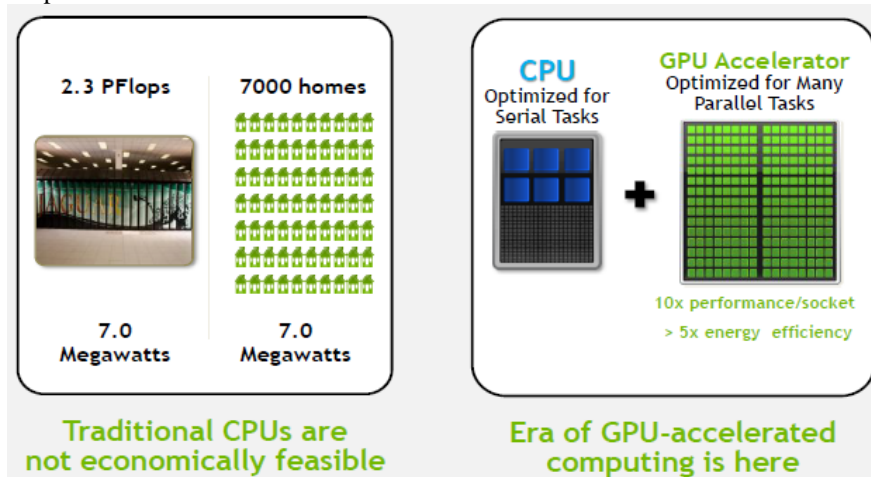 2.3 PFlops
7000 homes
JAGUAR
7.0
Megawatts
7.0
Megawatts
Traditional CPUs are
not economically feasible
CPU
Optimized for
Serial Tasks
GPU Accelerator
Optimized for Many
Parallel Tasks
10x performance/socket
> 5x energy efficiency
Era of GPU-accelerated
computing is here